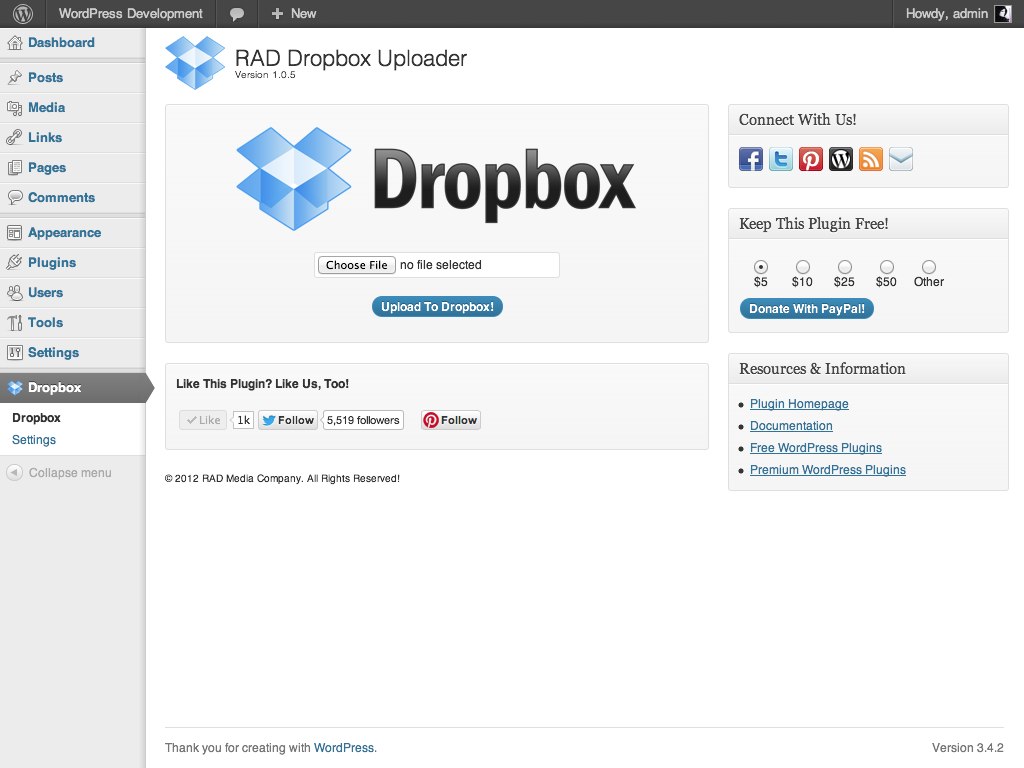 WordPress Development
New
Howdy, admin
Dashboard
Posts
Media
Links
Pages
Comments
Appearance
Plugins
Users
Tools
Settings
Dropbox
Dropbox
Settings
Collapse menu
RAD Dropbox Uploader
Version 1.0.5
Dropbox
Choose File no file selected
Upload To Dropbox!
Like This Plugin? Like Us, Too!
Like 1k Follow 5,519 followers Follow
© 2012 RAD Media Company. All Rights Reserved!
Connect With Us!
Keep This Plugin Free!
$5 $10 $25 $50 Other
Donate With PayPal!
Resources & Information
Plugin Homepage
Documentation
Free WordPress Plugins
Premium WordPress Plugins
Thank you for creating with WordPress.
Version 3.4.2